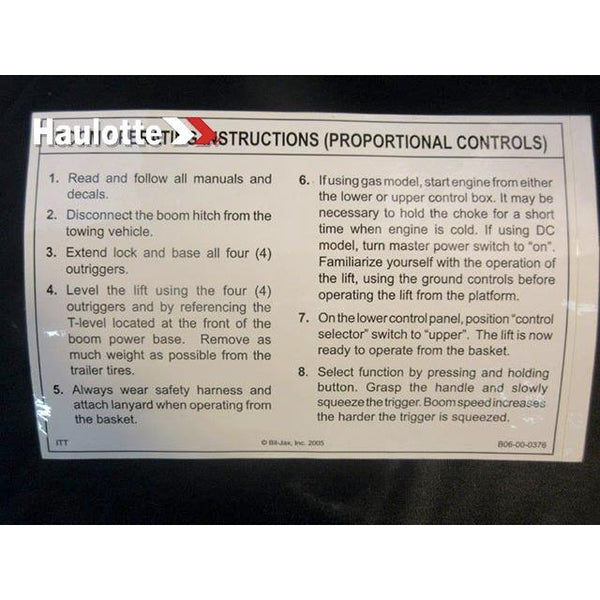 Haulotte
INSTRUCTIONS (PROPORTIONAL CONTROLS)
1. Read and follow all manuals and
decals.
2. Disconnect the boom hitch from the
towing vehicle.
3. Extend lock and base all four (4)
outriggers.
4. Level the lift using the four (4)
outriggers and by referencing the
T-level located at the front of the
boom power base. Remove as
much weight as possible from the
trailer tires.
5. Always wear safety harness and
attach lanyard when operating from
the basket.
6. If using gas model, start engine from either
the lower or upper control box. It may be
necessary to hold the choke for a short
time when engine is cold. If using DC
model, turn master power switch to "on".
Familiarize yourself with the operation of
the lift, using the ground controls before
operating the lift from the platform.
7. On the lower control panel, position "control
selector" switch to "upper". The lift is now
ready to operate from the basket.
8. Select function by pressing and holding
button. Grasp the handle and slowly
squeeze the trigger. Boom speed increases
the harder the trigger is squeezed.
ITT
© Bil-Jax, Inc. 2005
B06-00-0376